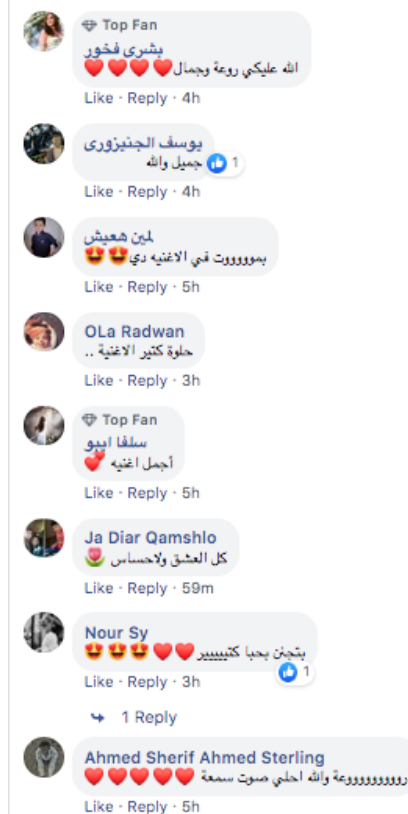 Top Fan
بشرى فخور
الله عليكي روعة وجمال❤️❤️❤️❤️
Like · Reply · 4h
يوسف الجنيزورى
جميل والله
1
Like · Reply · 4h
لمين هعيش
بموووووت في الاغنيه دي😍😍
Like · Reply · 5h
OLa Radwan
حلوة كتير الاغنية ..
Like · Reply · 3h
Top Fan
سلفا ايبو
أجمل اغنيه 💕
Like · Reply · 5h
Ja Diar Qamshlo
كل العشق ولاحساس 🌷
Like · Reply · 59m
Nour Sy
بتجنن بحبا كتيييير❤️❤️😍😍😍
1
Like · Reply · 3h
1 Reply
Ahmed Sherif Ahmed Sterling
روووووووووعة والله احلي صوت سمعة ❤️❤️❤️❤️❤️
Like · Reply · 5h